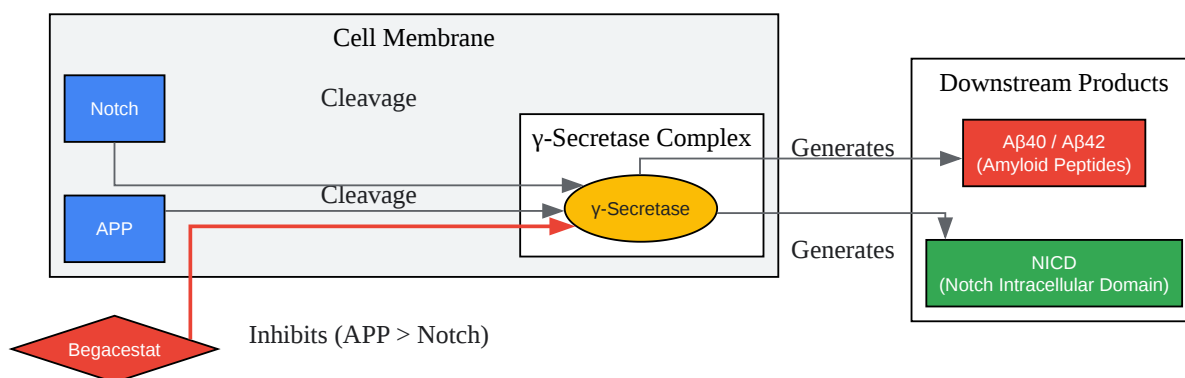 Cell Membrane
Notch
Cleavage
γ-Secretase Complex
Cleavage
γ-Secretase
APP
Begacestat
Inhibits (APP > Notch)
Generates
Generates
Downstream Products
Aβ40 / Aβ42
(Amyloid Peptides)
NICD
(Notch Intracellular Domain)